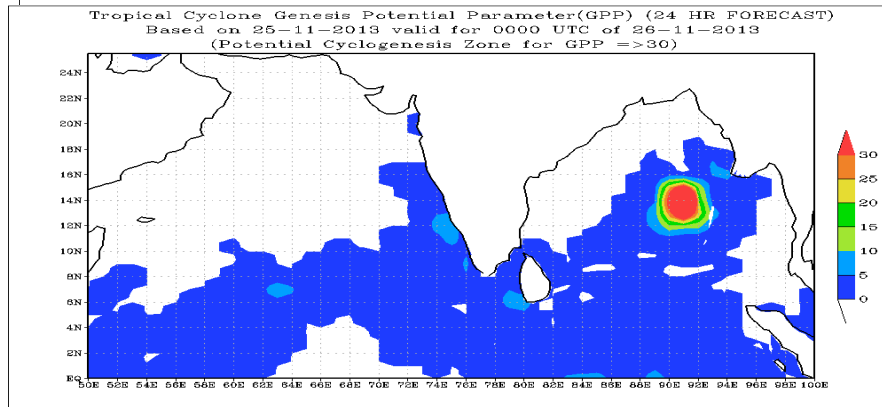 Tropical Cyclone Genesis Potential Parameter(GPP) (24 HR FORECAST)
Based on 25-11-2013 valid for 0000 UTC of 26-11-2013
(Potential Cyclogenesis Zone for GPP =>30)
24N
22N
20N
18N
16N
14N
12N
10N
8N
6N
4N
2N
EQ
50E 52E 54E 56E 58E 60E 62E 64E 66E 68E 70E 72E 74E 76E 78E 80E 82E 84E 86E 88E 90E 92E 94E 96E 98E 100E
30
25
20
15
10
5
0